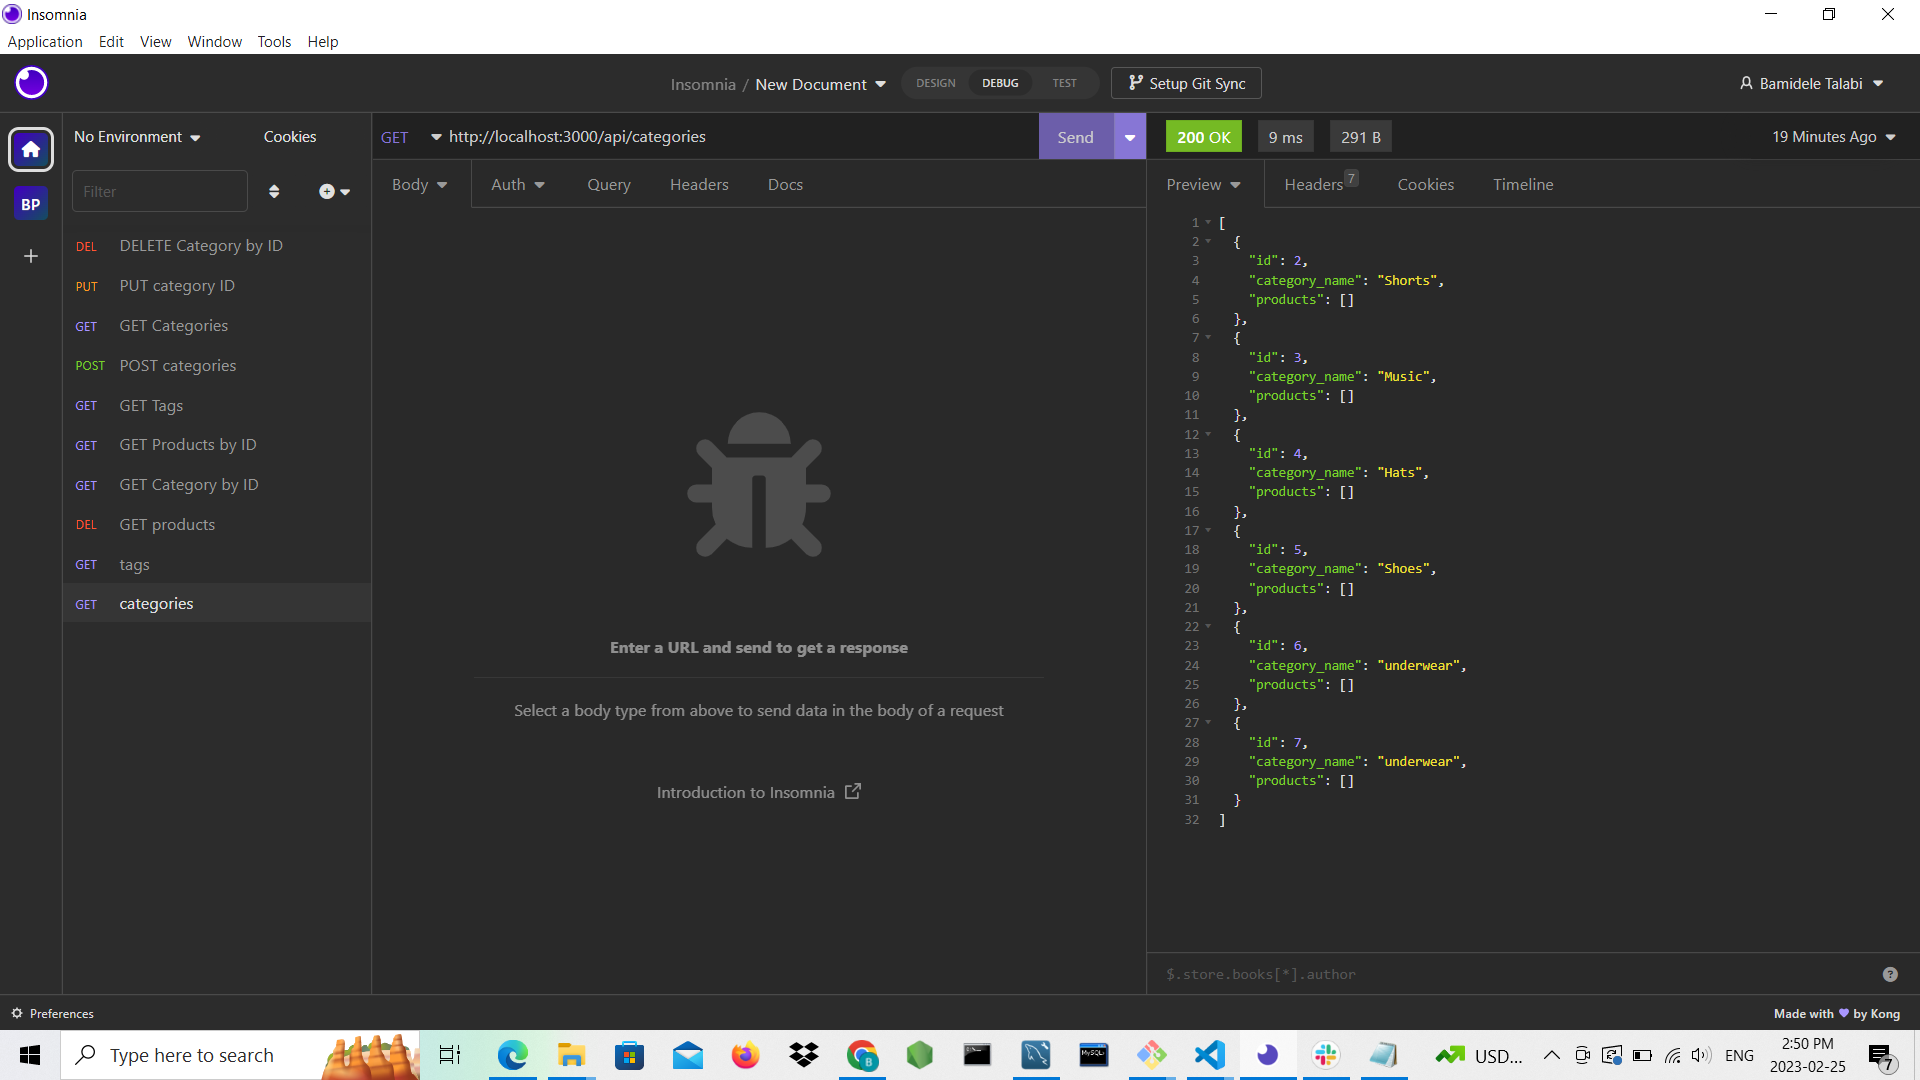 Insomnia
Application Edit View Window Tools Help
Insomnia / New Document DESIGN DEBUG TEST Setup Git Sync Bamidele Talabi
No Environment Cookies
GET http://localhost:3000/api/categories Send
200 OK 9 ms 291 B 19 Minutes Ago
BP
Filter
Body Auth Query Headers Docs
Preview Headers 7 Cookies Timeline
DEL DELETE Category by ID
PUT PUT category ID
GET GET Categories
POST POST categories
GET GET Tags
GET GET Products by ID
GET GET Category by ID
DEL GET products
GET tags
GET categories
Enter a URL and send to get a response
Select a body type from above to send data in the body of a request
Introduction to Insomnia
1 [
2 {
3 "id": 2,
4 "category_name": "Shorts",
5 "products": []
6 },
7 {
8 "id": 3,
9 "category_name": "Music",
10 "products": []
11 },
12 {
13 "id": 4,
14 "category_name": "Hats",
15 "products": []
16 },
17 {
18 "id": 5,
19 "category_name": "Shoes",
20 "products": []
21 },
22 {
23 "id": 6,
24 "category_name": "underwear",
25 "products": []
26 },
27 {
28 "id": 7,
29 "category_name": "underwear",
30 "products": []
31 }
32 ]
$.store.books[*].author ?
Preferences
Made with by Kong
Type here to search
MySQL
USD...
ENG
2:50 PM
2023-02-25
7